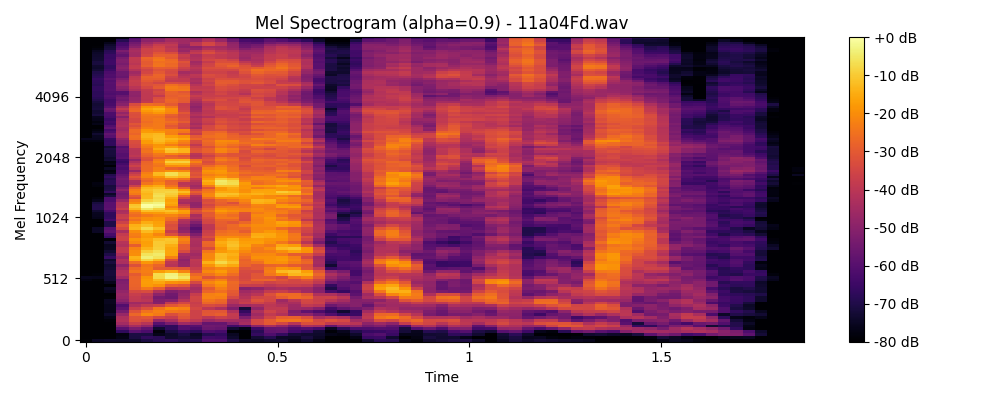 Mel Spectrogram (alpha=0.9) - 11a04Fd.wav
Mel Frequency
4096
2048
1024
512
0
0
0.5
1
1.5
Time
+0 dB
-10 dB
-20 dB
-30 dB
-40 dB
-50 dB
-60 dB
-70 dB
-80 dB